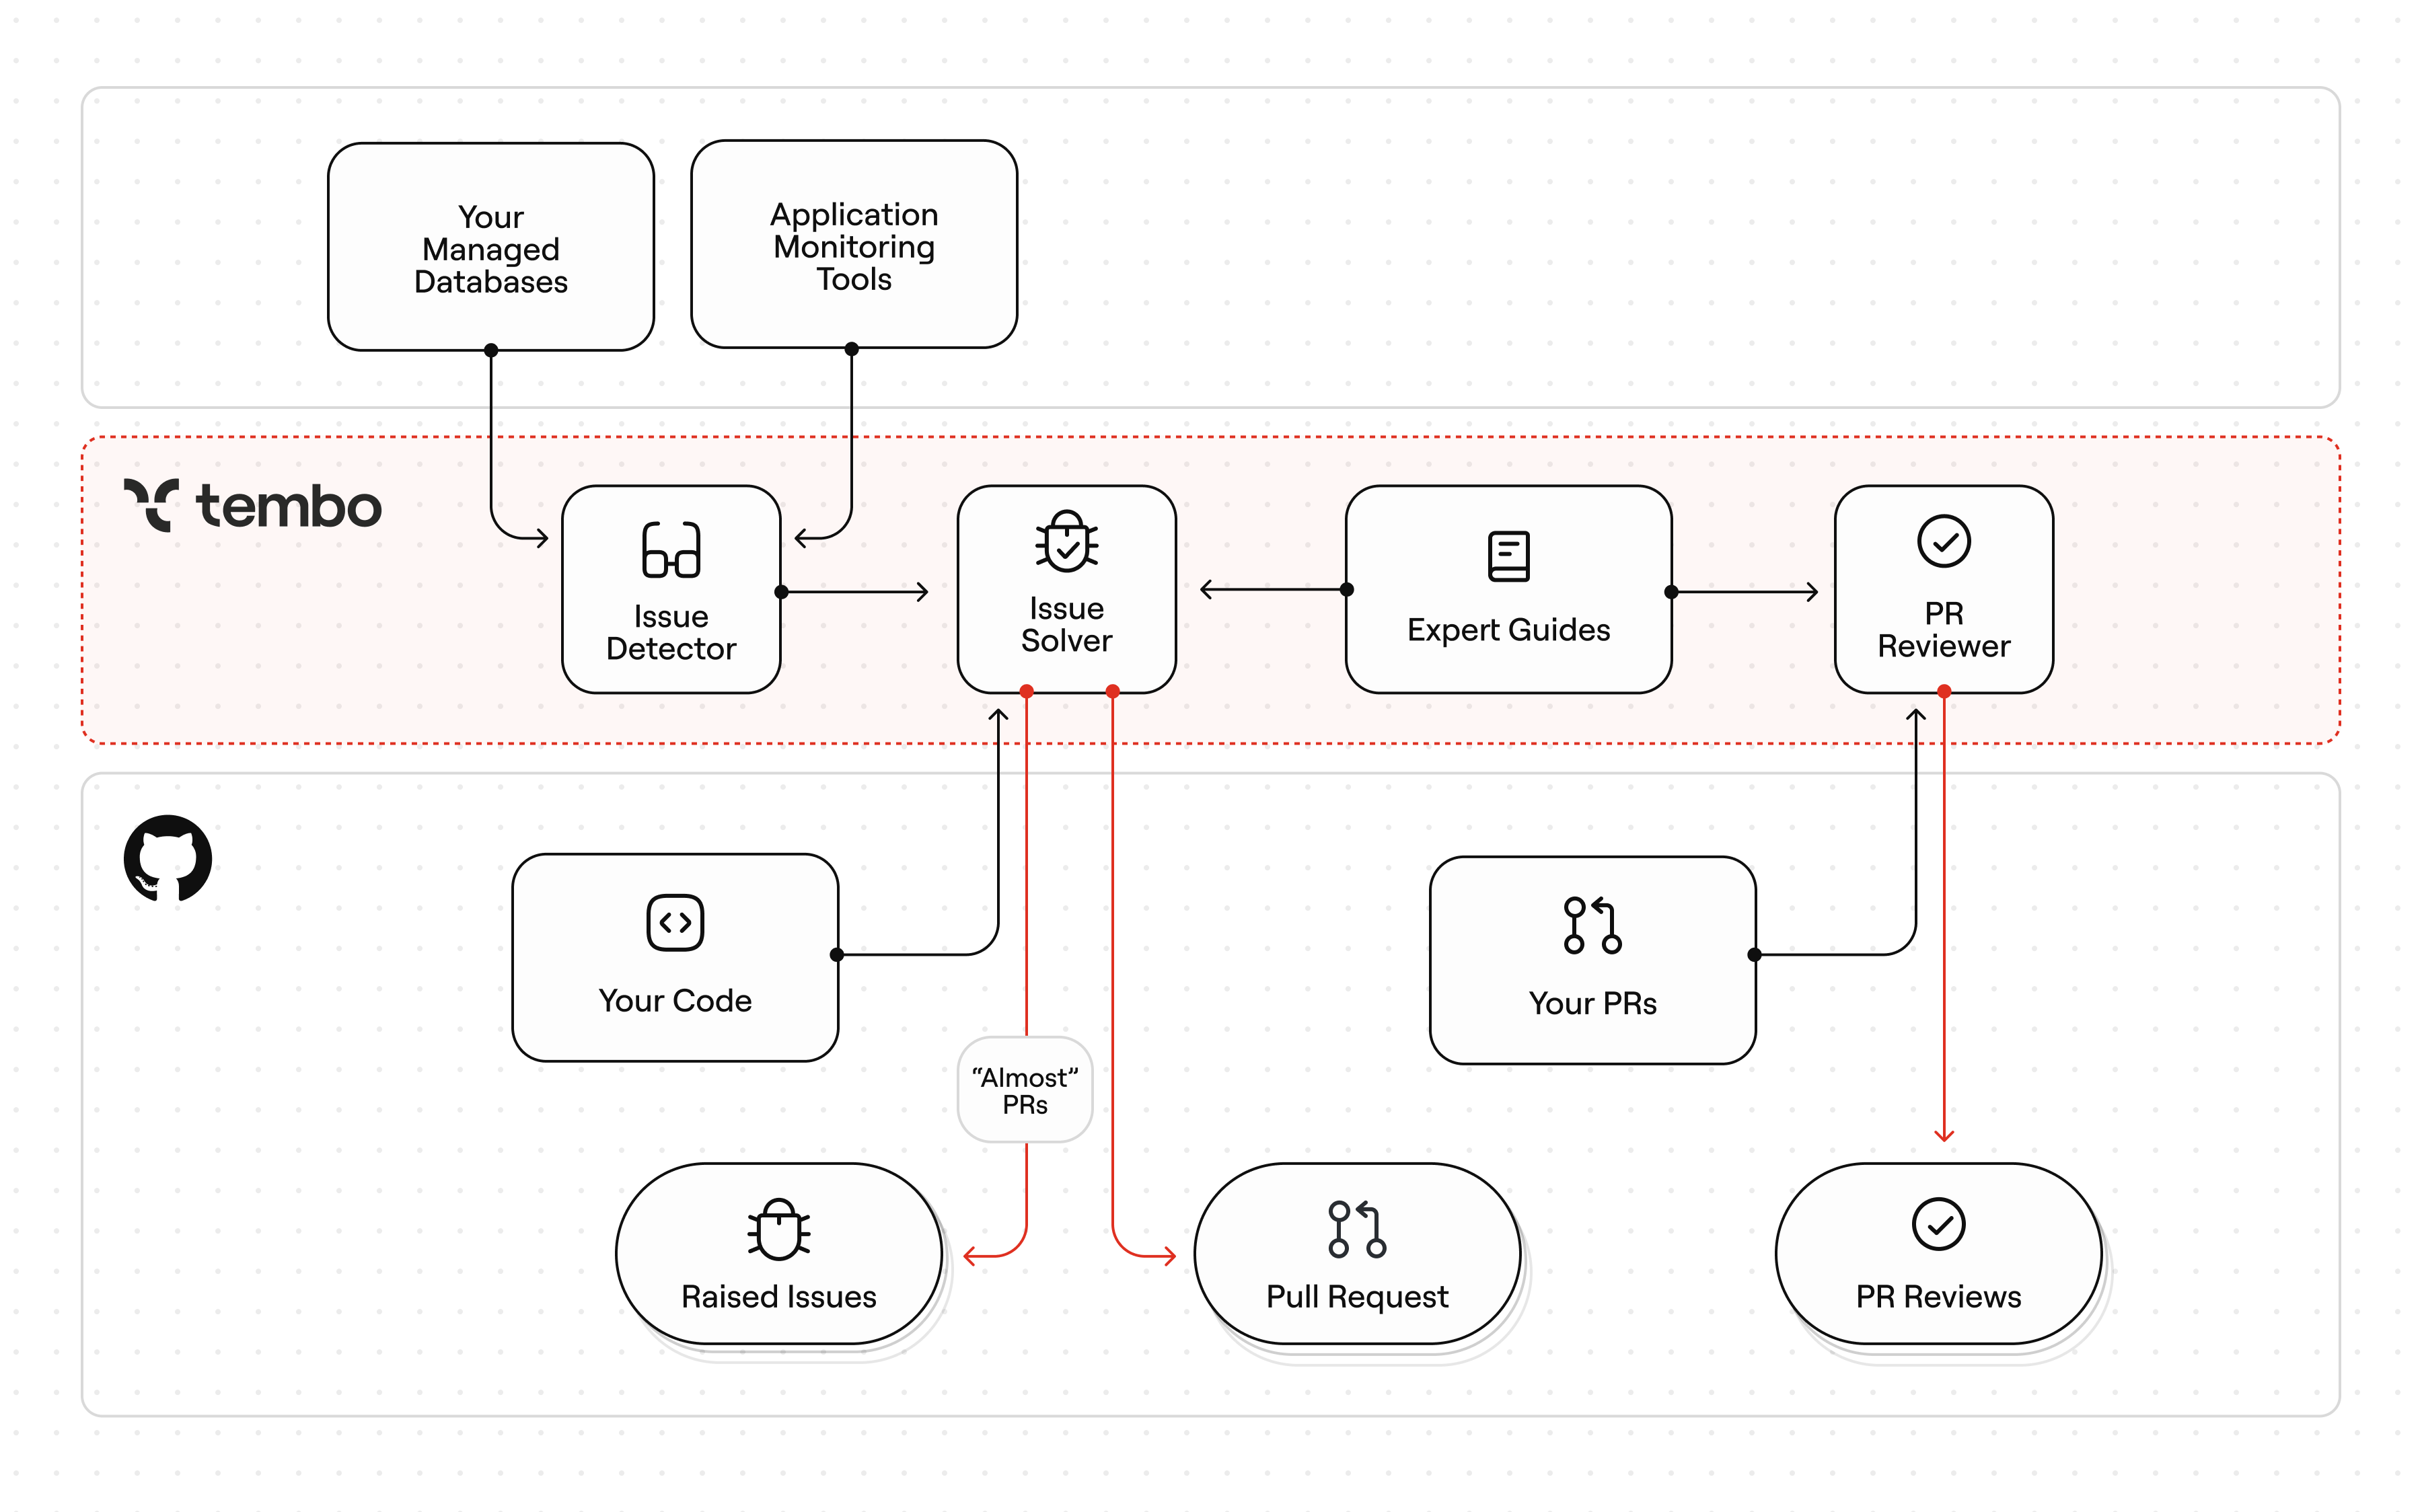 Your
Managed
Databases
Application
Monitoring
Tools
tembo
Issue
Detector
Issue
Solver
Expert Guides
PR
Reviewer
Your Code
Your PRs
“Almost”
PRs
Raised Issues
Pull Request
PR Reviews